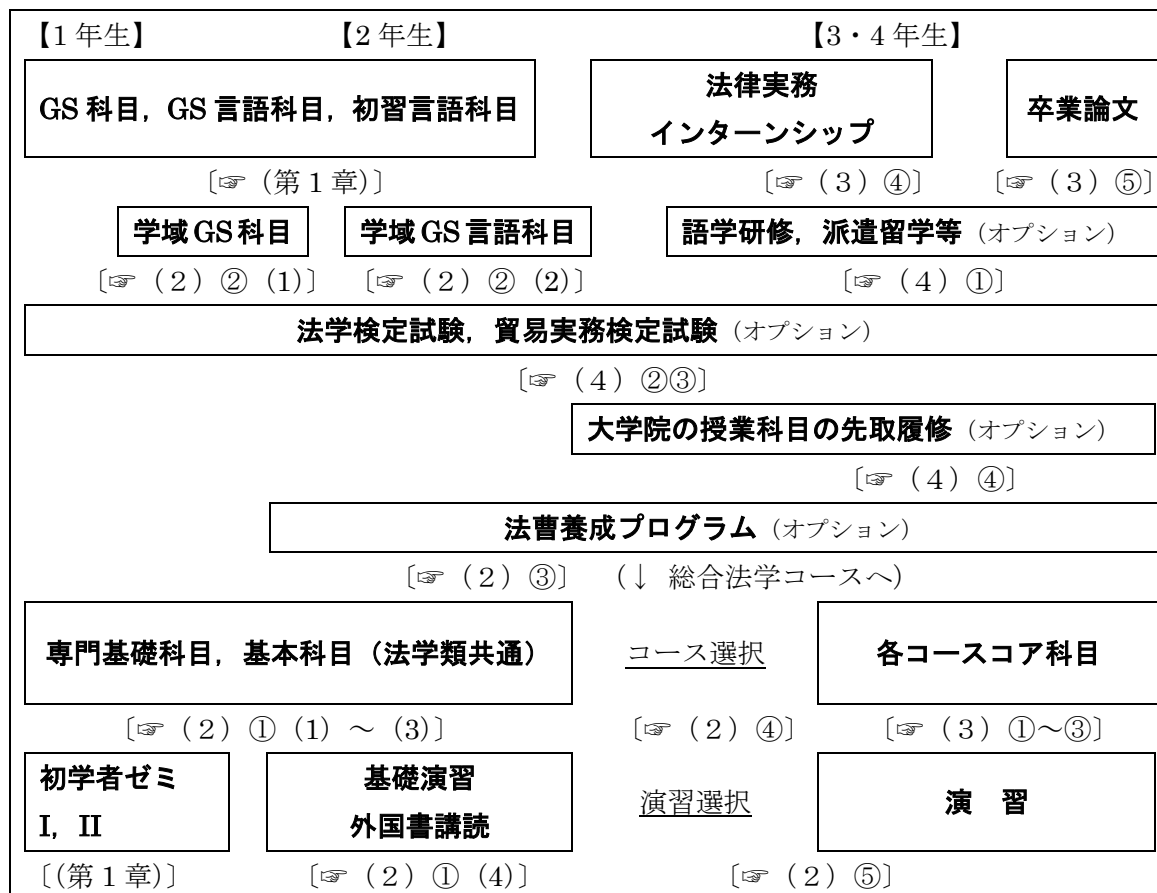 【1 年生】 【2 年生】 【3・4 年生】
GS 科目，GS 言語科目，初習言語科目
法律実務
インターンシップ
卒業論文
〔☞（第 1 章）〕 〔☞（３）④〕 〔☞（３）⑤〕
学域 GS 科目 学域 GS 言語科目 語学研修，派遣留学等（オプション）
〔☞（２）② (1)〕 〔☞（２）② (2)〕 〔☞（４）①〕
法学検定試験，貿易実務検定試験（オプション）
〔☞（４）②③〕
大学院の授業科目の先取履修（オプション）
〔☞（４）④〕
法曹養成プログラム（オプション）
〔☞（２）③〕 （↓ 総合法学コースへ）
専門基礎科目，基本科目（法学類共通） コース選択 各コースコア科目
〔☞（２）① (1) ～ (3)〕 〔☞（２）④〕 〔☞（３）①～③〕
初学者ゼミ
I，II
基礎演習
外国書講読
演習選択
演　習
〔(第 1 章)〕 〔☞（２）① (4)〕 〔☞（２）⑤〕